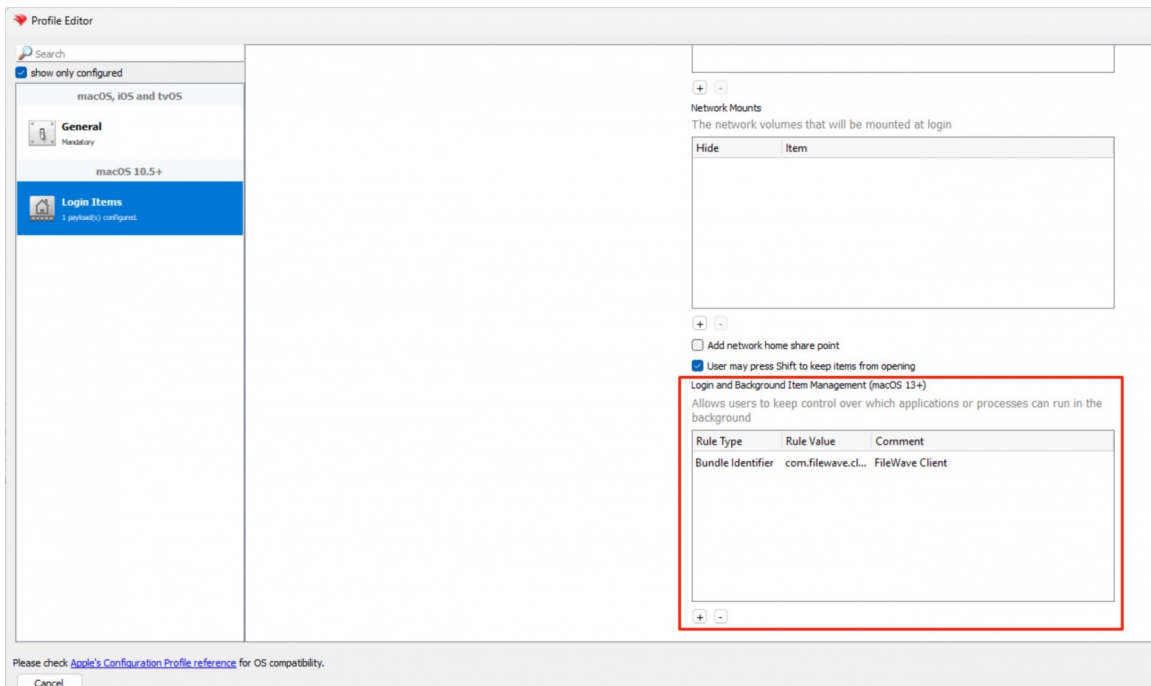 Profile Editor
Search
show only configured
macOS, iOS and tvOS
General
Mandatory
macOS 10.5+
Login Items
1 payload(s) configured.
Network Mounts
The network volumes that will be mounted at login
Hide Item
Add network home share point
User may press Shift to keep items from opening
Login and Background Item Management (macOS 13+)
Allows users to keep control over which applications or processes can run in the
background
Rule Type Rule Value Comment
Bundle Identifier com.filewave.cl... FileWave Client
Please check Apple's Configuration Profile reference for OS compatibility.
Cancel